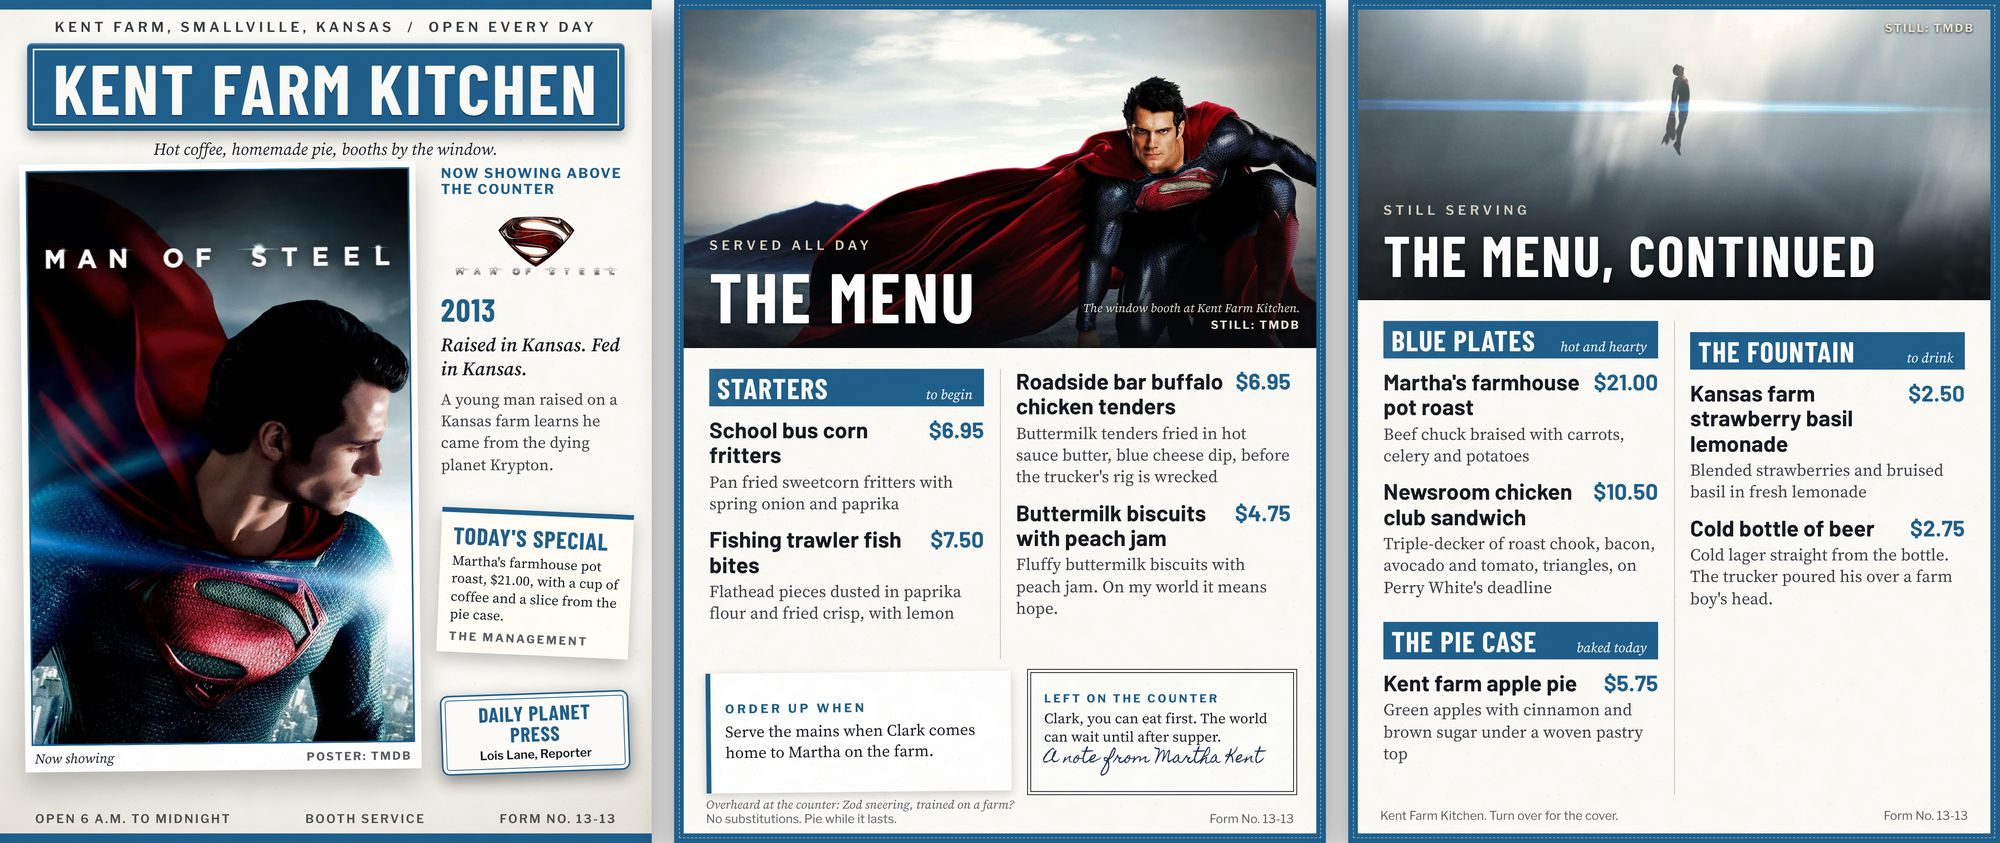 KENT FARM, SMALLVILLE, KANSAS / OPEN EVERY DAY
KENT FARM KITCHEN
Hot coffee, homemade pie, booths by the window.
MAN OF STEEL
Now showing
POSTER: TMDB
NOW SHOWING ABOVE
THE COUNTER
MAN OF STEEL
2013
Raised in Kansas. Fed
in Kansas.
A young man raised on a
Kansas farm learns he
came from the dying
planet Krypton.
TODAY'S SPECIAL
Martha's farmhouse pot
roast, $21.00, with a cup of
coffee and a slice from the
pie case.
THE MANAGEMENT
DAILY PLANET
PRESS
Lois Lane, Reporter
OPEN 6 A.M. TO MIDNIGHT
BOOTH SERVICE
FORM NO. 13-13
SERVED ALL DAY
THE MENU
The window booth at Kent Farm Kitchen.
STILL: TMDB
STARTERS to begin
School bus corn $6.95
fritters
Pan fried sweetcorn fritters with
spring onion and paprika
Fishing trawler fish $7.50
bites
Flathead pieces dusted in paprika
flour and fried crisp, with lemon
Roadside bar buffalo $6.95
chicken tenders
Buttermilk tenders fried in hot
sauce butter, blue cheese dip, before
the trucker's rig is wrecked
Buttermilk biscuits $4.75
with peach jam
Fluffy buttermilk biscuits with
peach jam. On my world it means
hope.
ORDER UP WHEN
Serve the mains when Clark comes
home to Martha on the farm.
LEFT ON THE COUNTER
Clark, you can eat first. The world
can wait until after supper.
A note from Martha Kent
Overheard at the counter: Zod sneering, trained on a farm?
No substitutions. Pie while it lasts.
Form No. 13-13
STILL: TMDB
STILL SERVING
THE MENU, CONTINUED
BLUE PLATES hot and hearty
Martha's farmhouse $21.00
pot roast
Beef chuck braised with carrots,
celery and potatoes
Newsroom chicken $10.50
club sandwich
Triple-decker of roast chook, bacon,
avocado and tomato, triangles, on
Perry White's deadline
THE PIE CASE baked today
Kent farm apple pie $5.75
Green apples with cinnamon and
brown sugar under a woven pastry
top
THE FOUNTAIN to drink
Kansas farm $2.50
strawberry basil
lemonade
Blended strawberries and bruised
basil in fresh lemonade
Cold bottle of beer $2.75
Cold lager straight from the bottle.
The trucker poured his over a farm
boy's head.
Kent Farm Kitchen. Turn over for the cover.
Form No. 13-13